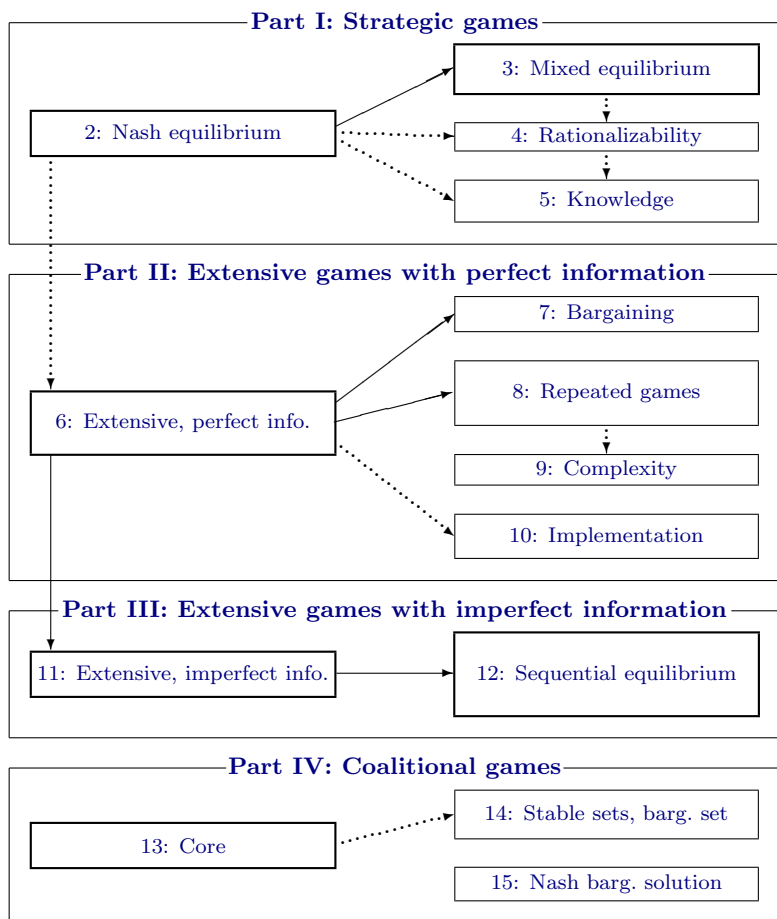 Part I: Strategic games
3: Mixed equilibrium
2: Nash equilibrium
4: Rationalizability
5: Knowledge
Part II: Extensive games with perfect information
7: Bargaining
8: Repeated games
6: Extensive, perfect info.
9: Complexity
10: Implementation
Part III: Extensive games with imperfect information
11: Extensive, imperfect info.
12: Sequential equilibrium
Part IV: Coalitional games
14: Stable sets, barg. set
13: Core
15: Nash barg. solution